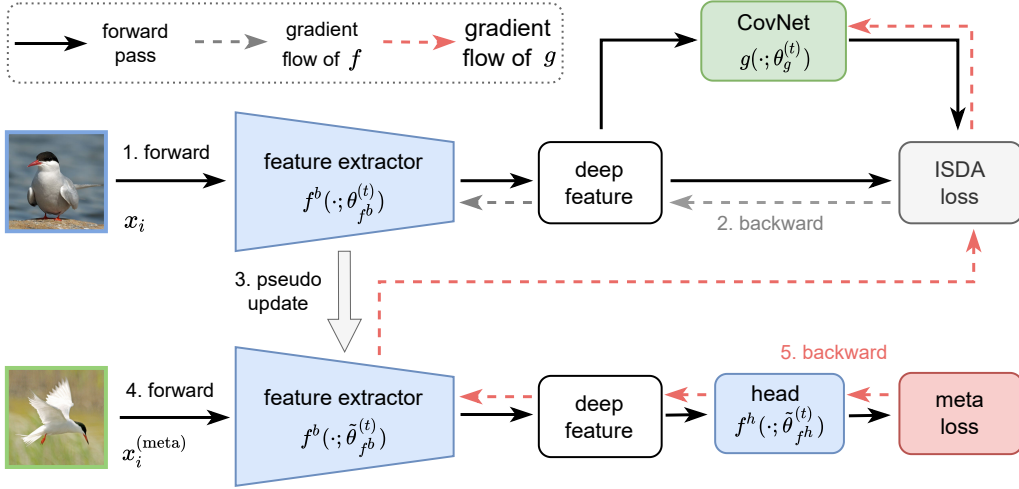 forward
pass
gradient
flow of f
gradient
flow of g
CovNet
g(·; θ_g^{(t)})
1. forward
x_i
feature extractor
f^b(·; θ_{f^b}^{(t)})
deep
feature
ISDA
loss
2. backward
3. pseudo
update
4. forward
x_i^{(meta)}
feature extractor
f^b(·; θ̃_{f^b}^{(t)})
deep
feature
5. backward
head
f^h(·; θ̃_{f^h}^{(t)})
meta
loss